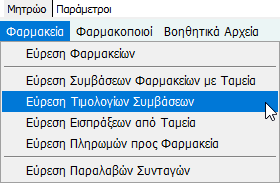 Μητρώο Παράμετροι
Φαρμακεία Φαρμακοποιοί Βοηθητικά Αρχεία
Εύρεση Φαρμακείων
Εύρεση Συμβάσεων Φαρμακείων με Ταμεία
Εύρεση Τιμολογίων Συμβάσεων
Εύρεση Εισπράξεων από Ταμεία
Εύρεση Πληρωμών προς Φαρμακεία
Εύρεση Παραλαβών Συνταγών